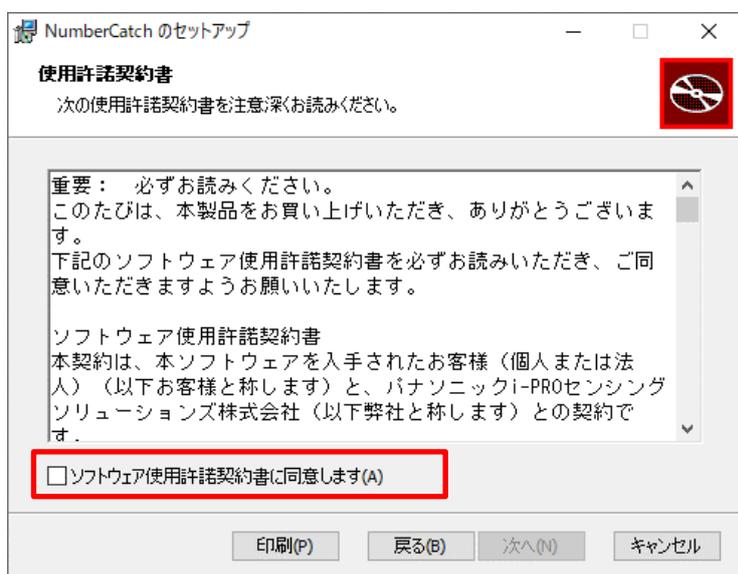 NumberCatch のセットアップ
使用許諾契約書
次の使用許諾契約書を注意深くお読みください。
重要： 必ずお読みください。
このたびは、本製品をお買い上げいただき、ありがとうございま
す。
下記のソフトウェア使用許諾契約書を必ずお読みいただき、ご同
意いただきますようお願いいたします。
ソフトウェア使用許諾契約書
本契約は、本ソフトウェアを入手されたお客様（個人または法
人）（以下お客様と称します）と、パナソニックi-PROセンシング
ソリューションズ株式会社（以下弊社と称します）との契約で
す。
ソフトウェア使用許諾契約書に同意します(A)
印刷(P) 戻る(B) 次へ(N) キャンセル